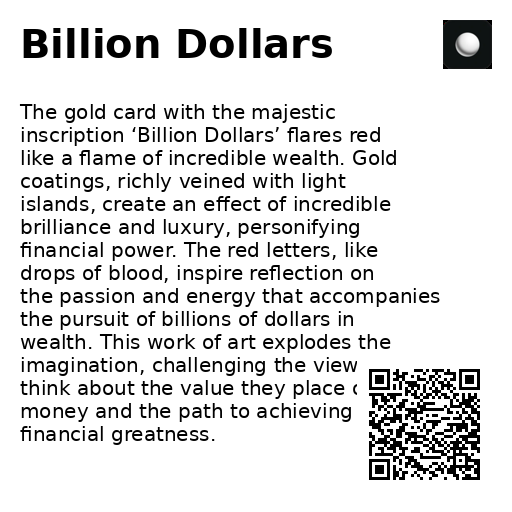 Billion Dollars
The gold card with the majestic
inscription ‘Billion Dollars’ flares red
like a flame of incredible wealth. Gold
coatings, richly veined with light
islands, create an effect of incredible
brilliance and luxury, personifying
financial power. The red letters, like
drops of blood, inspire reflection on
the passion and energy that accompanies
the pursuit of billions of dollars in
wealth. This work of art explodes the
imagination, challenging the view
think about the value they place
money and the path to achieving
financial greatness.